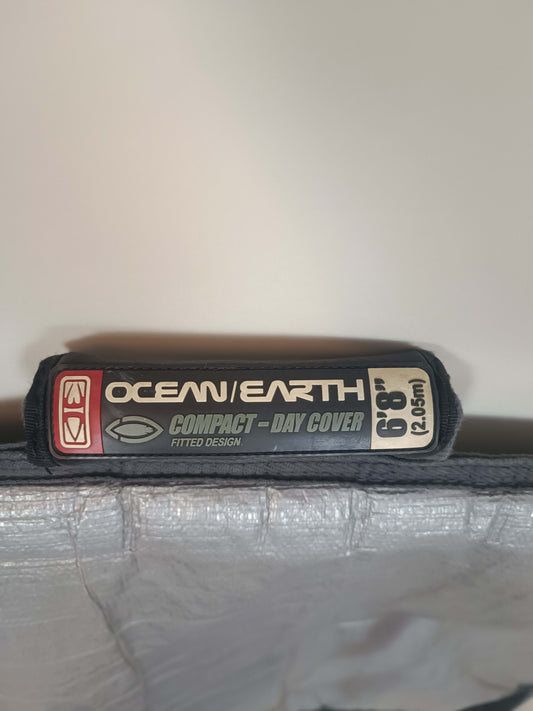 OCEAN/EARTH
COMPACT – DAY COVER
FITTED DESIGN
6'8"
(2.05m)